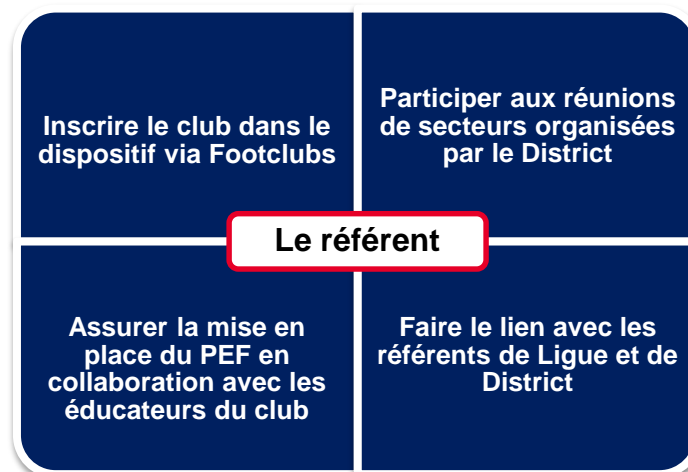 Inscrire le club dans le
dispositif via Footclubs
Participer aux réunions
de secteurs organisées
par le District
Le référent
Assurer la mise en
place du PEF en
collaboration avec les
éducateurs du club
Faire le lien avec les
référents de Ligue et de
District